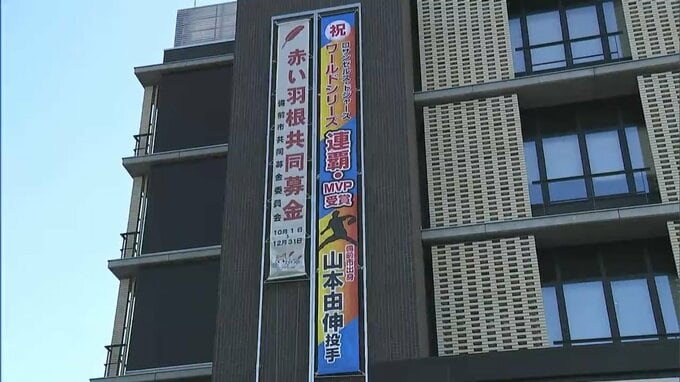 赤い羽根共同募金
備前市共同募金委員会
10月1日
12月31日
祝
ロサンゼルス・ドジャース
ワールドシリーズ
連覇・
MVP
受賞
備前市出身
山本由伸投手